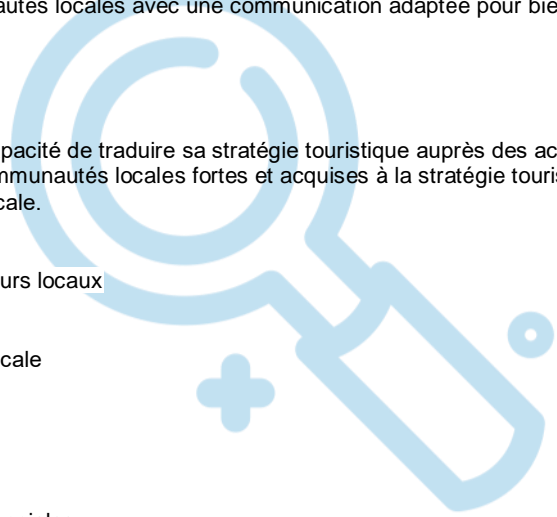 autés locales avec une communication adaptée pour bie
pacité de traduire sa stratégie touristique auprès des ac
mmunautés locales fortes et acquises à la stratégie touris
cale.
urs locaux
cale